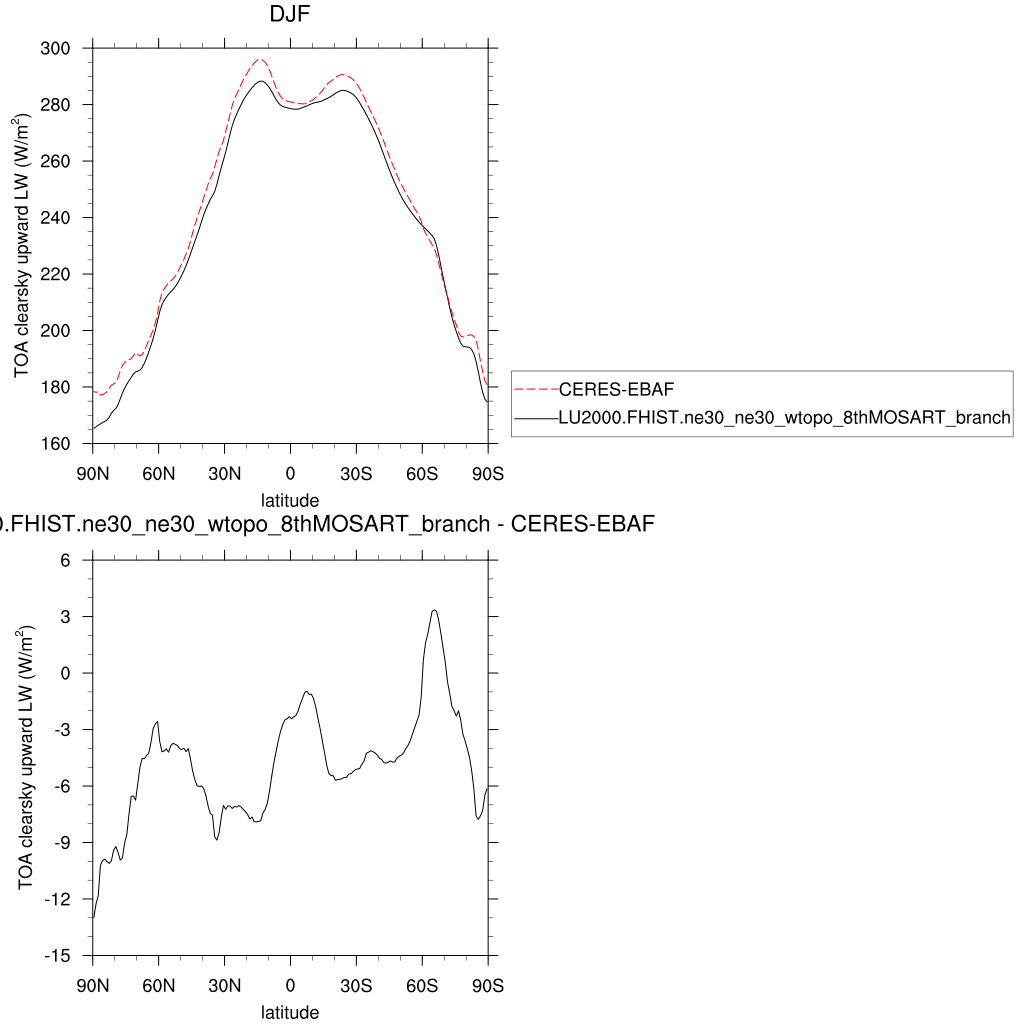 DJF
300
280
260
240
220
200
180
160
TOA clearsky upward LW (W/m²)
90N 60N 30N 0 30S 60S 90S
latitude
CERES-EBAF
LU2000.FHIST.ne30_ne30_wtopo_8thMOSART_branch
0.FHIST.ne30_ne30_wtopo_8thMOSART_branch - CERES-EBAF
6
3
0
-3
-6
-9
-12
-15
TOA clearsky upward LW (W/m²)
90N 60N 30N 0 30S 60S 90S
latitude